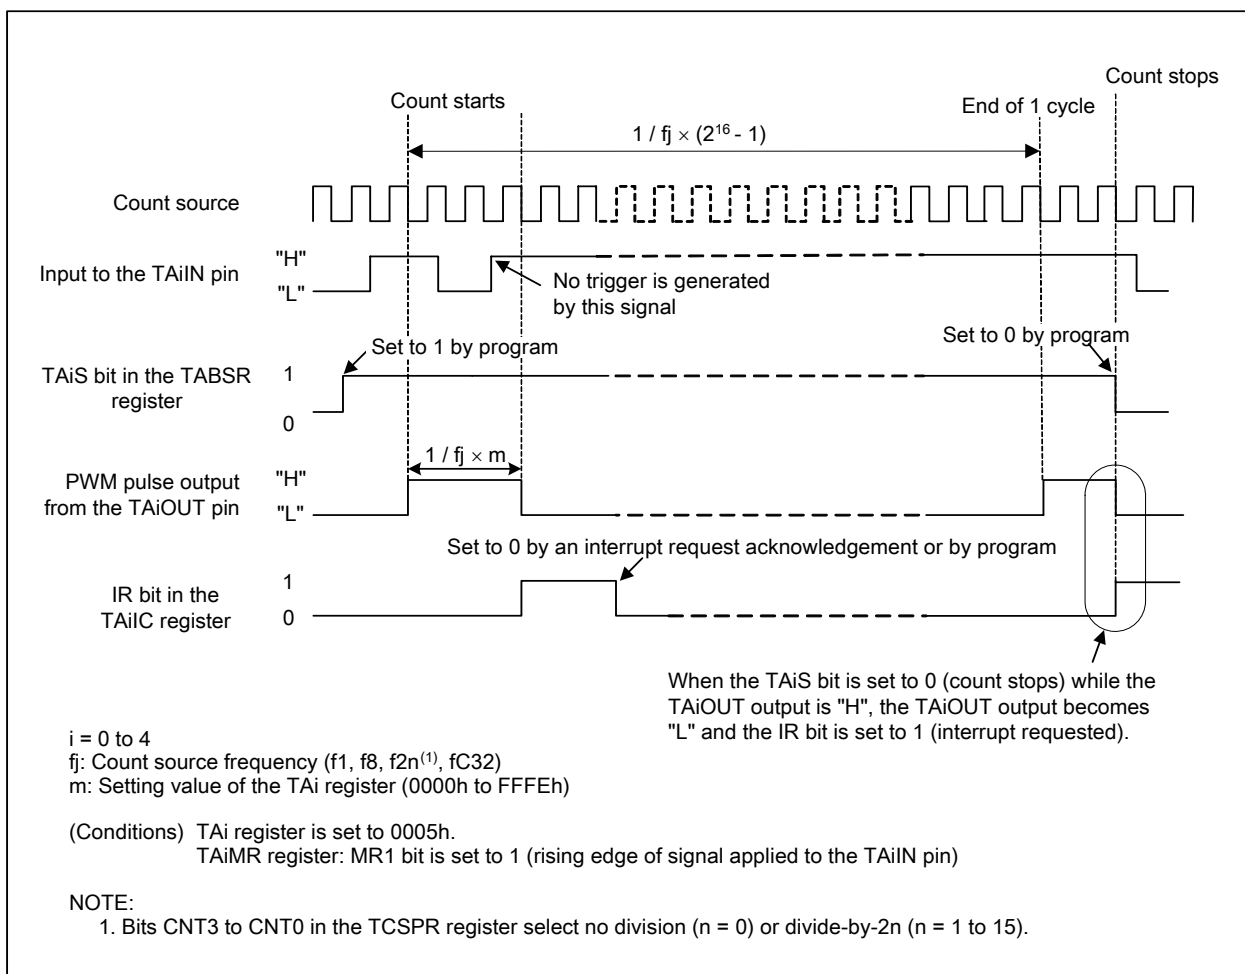 Count stops
Count starts
End of 1 cycle
1 / fj × (2¹⁶ - 1)
Count source
Input to the TAiIN pin
"H"
"L"
No trigger is generated
by this signal
Set to 1 by program
Set to 0 by program
TAiS bit in the TABSR
register
1
0
1 / fj × m
PWM pulse output
from the TAiOUT pin
"H"
"L"
Set to 0 by an interrupt request acknowledgement or by program
IR bit in the
TAiIC register
1
0
When the TAiS bit is set to 0 (count stops) while the
TAiOUT output is "H", the TAiOUT output becomes
"L" and the IR bit is set to 1 (interrupt requested).
i = 0 to 4
fj: Count source frequency (f1, f8, f2n⁽¹⁾, fC32)
m: Setting value of the TAi register (0000h to FFFEh)
(Conditions) TAi register is set to 0005h.
TAiMR register: MR1 bit is set to 1 (rising edge of signal applied to the TAiIN pin)
NOTE:
1. Bits CNT3 to CNT0 in the TCSPR register select no division (n = 0) or divide-by-2n (n = 1 to 15).